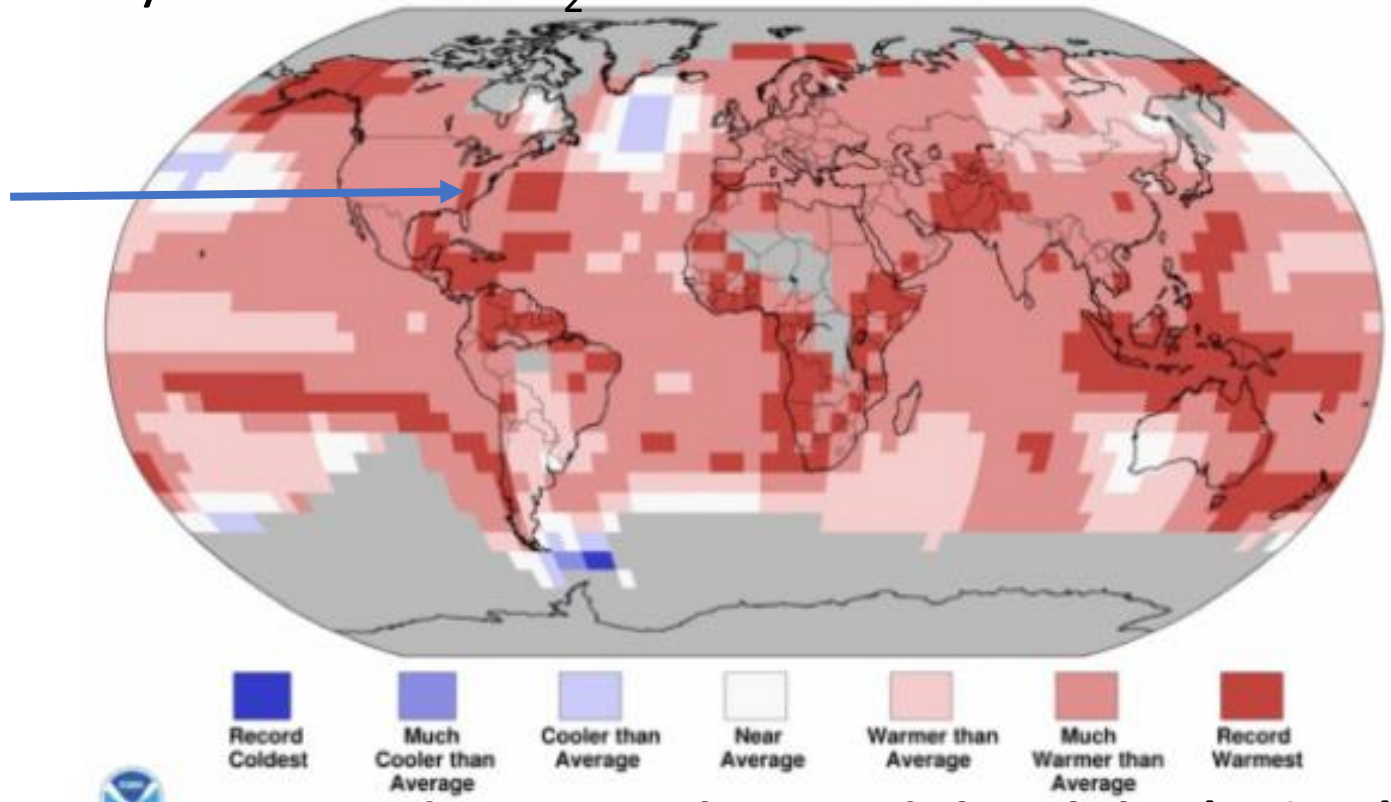 2
Record Coldest
Much Cooler than Average
Cooler than Average
Near Average
Warmer than Average
Much Warmer than Average
Record Warmest